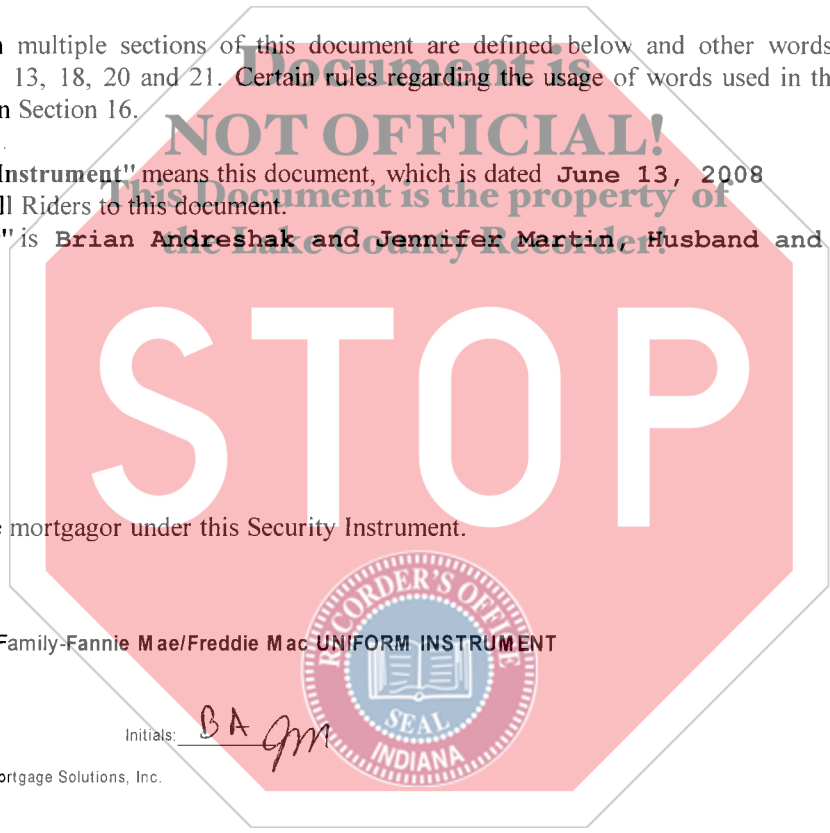 multiple sections of this document are defined below and other words
Document is
13, 18, 20 and 21. Certain rules regarding the usage of words used in th
n Section 16.
NOT OFFICIAL!
Instrument" means this document, which is dated June 13, 2008
This Document is the property of
ll Riders to this document.
" is Brian Andreshak and Jennifer Martin, Husband and
the Lake County Recorder!
STOP
e mortgagor under this Security Instrument.
RECORDER'S OFFICE
Family-Fannie Mae/Freddie Mac UNIFORM INSTRUMENT
SEAL
INDIANA
Initials: BA JM
ortgage Solutions, Inc.